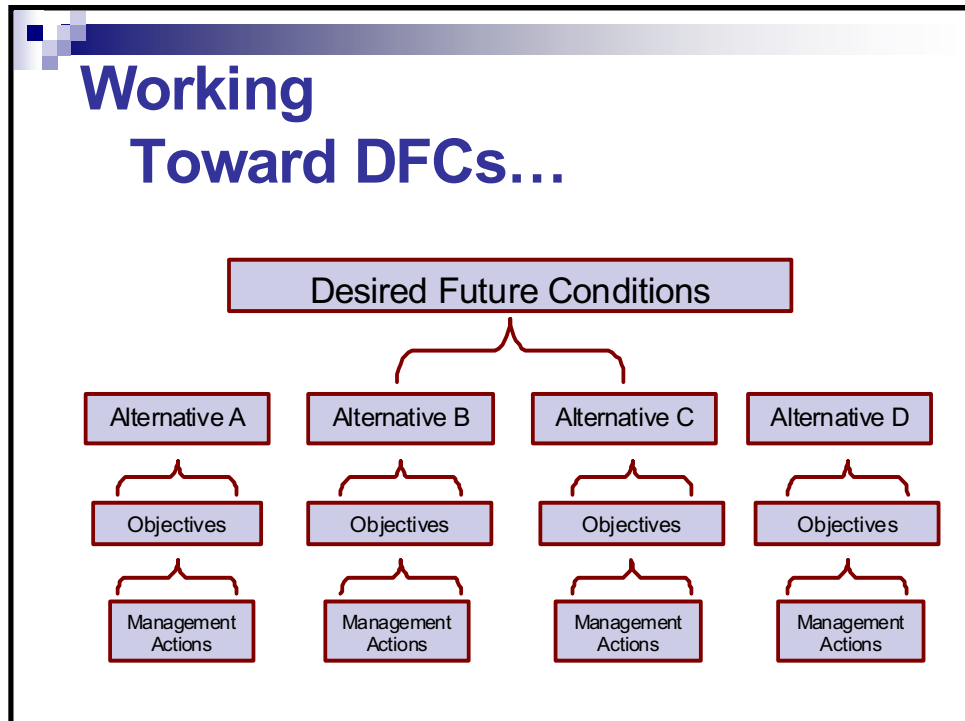 Working
Toward DFCs…
Desired Future Conditions
Alternative A
Alternative B
Alternative C
Alternative D
Objectives
Objectives
Objectives
Objectives
Management
Actions
Management
Actions
Management
Actions
Management
Actions